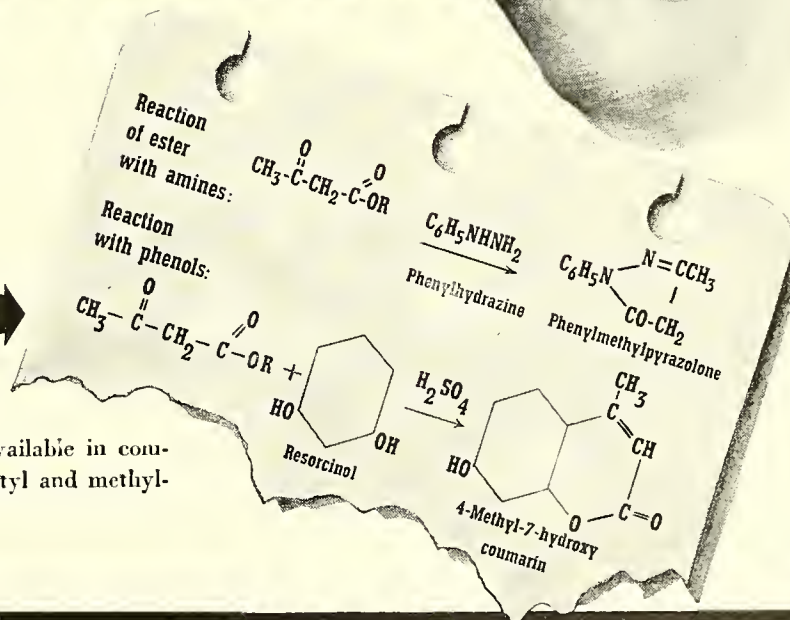 Reaction
of ester
with amines:
O O
CH₃-C-CH₂-C-OR
C₆H₅NHNH₂
Phenylhydrazine
C₆H₅N N=CCH₃
CO-CH₂
Phenylmethylpyrazolone
Reaction
with phenols:
O O
CH₃-C-CH₂-C-OR +
HO OH
Resorcinol
H₂SO₄
CH₃
C
CH
HO
O-C=O
4-Methyl-7-hydroxy
coumarin
vailable in com-
tyl and methyl-